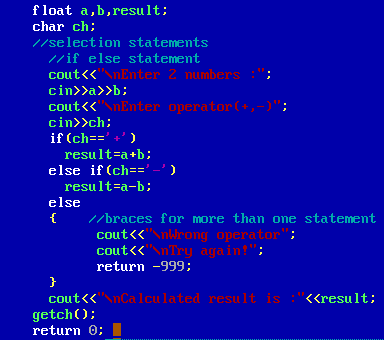 float a,b,result;
char ch;
//selection statements
//if else statement
cout<<"\nEnter 2 numbers :";
cin>>a>>b;
cout<<"\nEnter operator(+,-)";
cin>>ch;
if(ch=='+')
result=a+b;
else if(ch=='-')
result=a-b;
else
{ //braces for more than one statement
cout<<"\nWrong operator";
cout<<"\nTry again!";
return -999;
}
cout<<"\nCalculated result is :"<<result;
getch();
return 0;